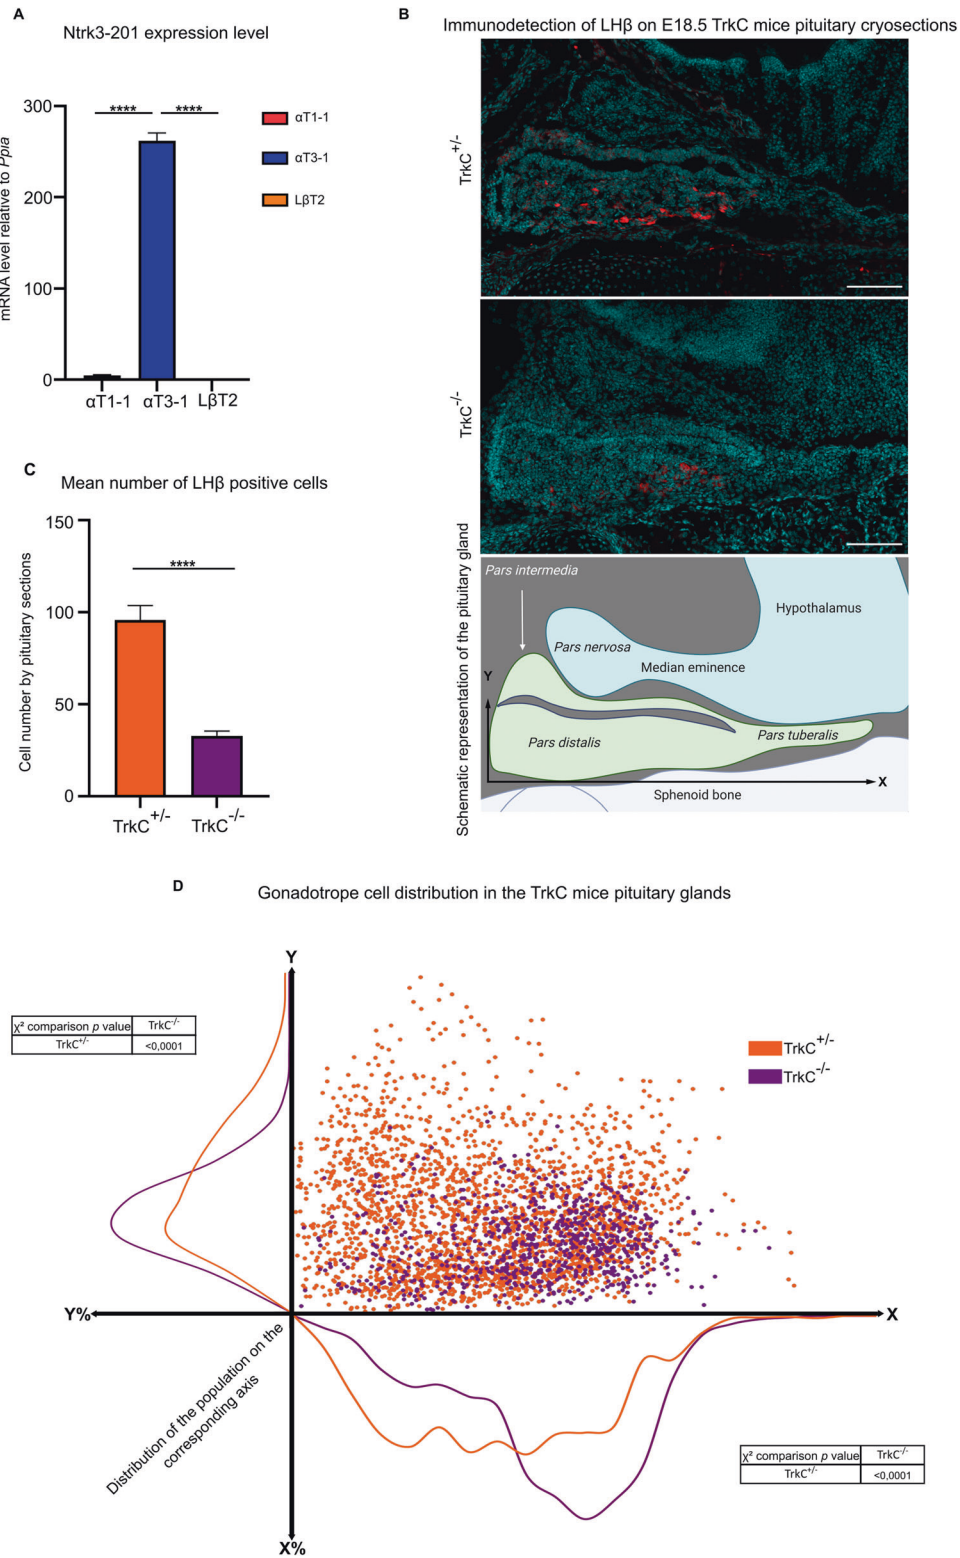 A
Ntrk3-201 expression level
300
200
100
0
mRNA level relative to Ppia
**** ****
αT1-1
αT3-1
LβT2
αT1-1 αT3-1 LβT2
B
Immunodetection of LHβ on E18.5 TrkC mice pituitary cryosections
TrkC+/-
TrkC-/-
Schematic representation of the pituitary gland
Pars intermedia
Hypothalamus
Pars nervosa
Median eminence
Y
Pars distalis
Pars tuberalis
X
Sphenoid bone
C
Mean number of LHβ positive cells
150
100
50
0
Cell number by pituitary sections
****
TrkC+/- TrkC-/-
D
Gonadotrope cell distribution in the TrkC mice pituitary glands
Y
χ² comparison p value TrkC-/-
TrkC+/- <0,0001
TrkC+/-
TrkC-/-
Y%
X
Distribution of the population on the
corresponding axis
χ² comparison p value TrkC-/-
TrkC+/- <0,0001
X%